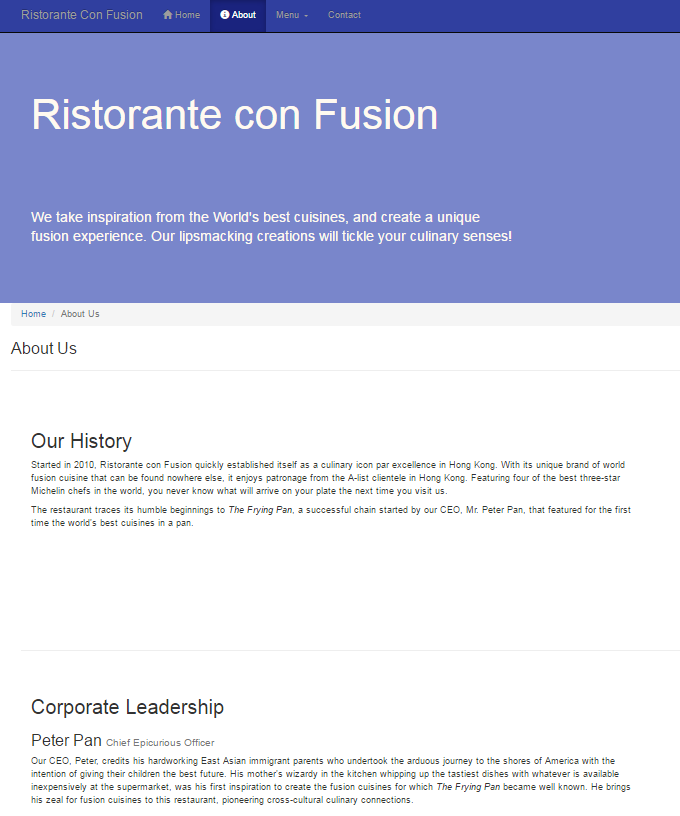 Ristorante Con Fusion Home About Menu Contact
Ristorante con Fusion
We take inspiration from the World's best cuisines, and create a unique
fusion experience. Our lipsmacking creations will tickle your culinary senses!
Home / About Us
About Us
Our History
Started in 2010, Ristorante con Fusion quickly established itself as a culinary icon par excellence in Hong Kong. With its unique brand of world
fusion cuisine that can be found nowhere else, it enjoys patronage from the A-list clientele in Hong Kong. Featuring four of the best three-star
Michelin chefs in the world, you never know what will arrive on your plate the next time you visit us.
The restaurant traces its humble beginnings to The Frying Pan, a successful chain started by our CEO, Mr. Peter Pan, that featured for the first
time the world's best cuisines in a pan.
Corporate Leadership
Peter Pan Chief Epicurious Officer
Our CEO, Peter, credits his hardworking East Asian immigrant parents who undertook the arduous journey to the shores of America with the
intention of giving their children the best future. His mother's wizardy in the kitchen whipping up the tastiest dishes with whatever is available
inexpensively at the supermarket, was his first inspiration to create the fusion cuisines for which The Frying Pan became well known. He brings
his zeal for fusion cuisines to this restaurant, pioneering cross-cultural culinary connections.